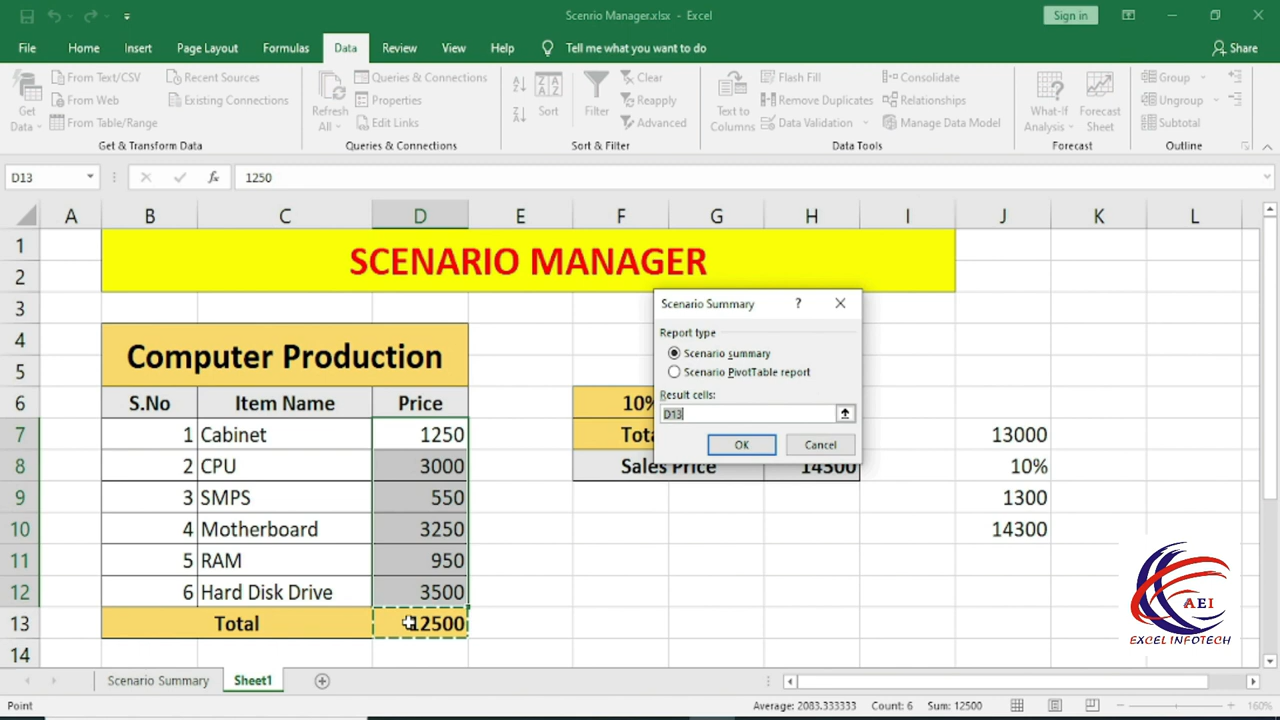 Scenrio Manager.xlsx - Excel
Sign in
File Home Insert Page Layout Formulas Data Review View Help Tell me what you want to do Share
Get Data
From Text/CSV
From Web
From Table/Range
Recent Sources
Existing Connections
Get & Transform Data
Refresh All
Queries & Connections
Properties
Edit Links
Queries & Connections
Sort
Filter
Clear
Reapply
Advanced
Sort & Filter
Text to Columns
Flash Fill
Remove Duplicates
Data Validation
Consolidate
Relationships
Manage Data Model
Data Tools
What-If Analysis
Forecast Sheet
Forecast
Group
Ungroup
Subtotal
Outline
D13 fx 1250
A B C D E F G H I J K L
1
2 SCENARIO MANAGER
3
4
5 Computer Production
6 S.No Item Name Price 10%
7 1 Cabinet 1250 13000
8 2 CPU 3000 Sales Price 14500 10%
9 3 SMPS 550 1300
10 4 Motherboard 3250 14300
11 5 RAM 950
12 6 Hard Disk Drive 3500
13 Total 12500
14
Scenario Summary ?
Report type
Scenario summary
Scenario PivotTable report
Result cells:
D13
OK Cancel
AEI
EXCEL INFOTECH
Scenario Summary Sheet1
Point Average: 2083.333333 Count: 6 Sum: 12500 160%